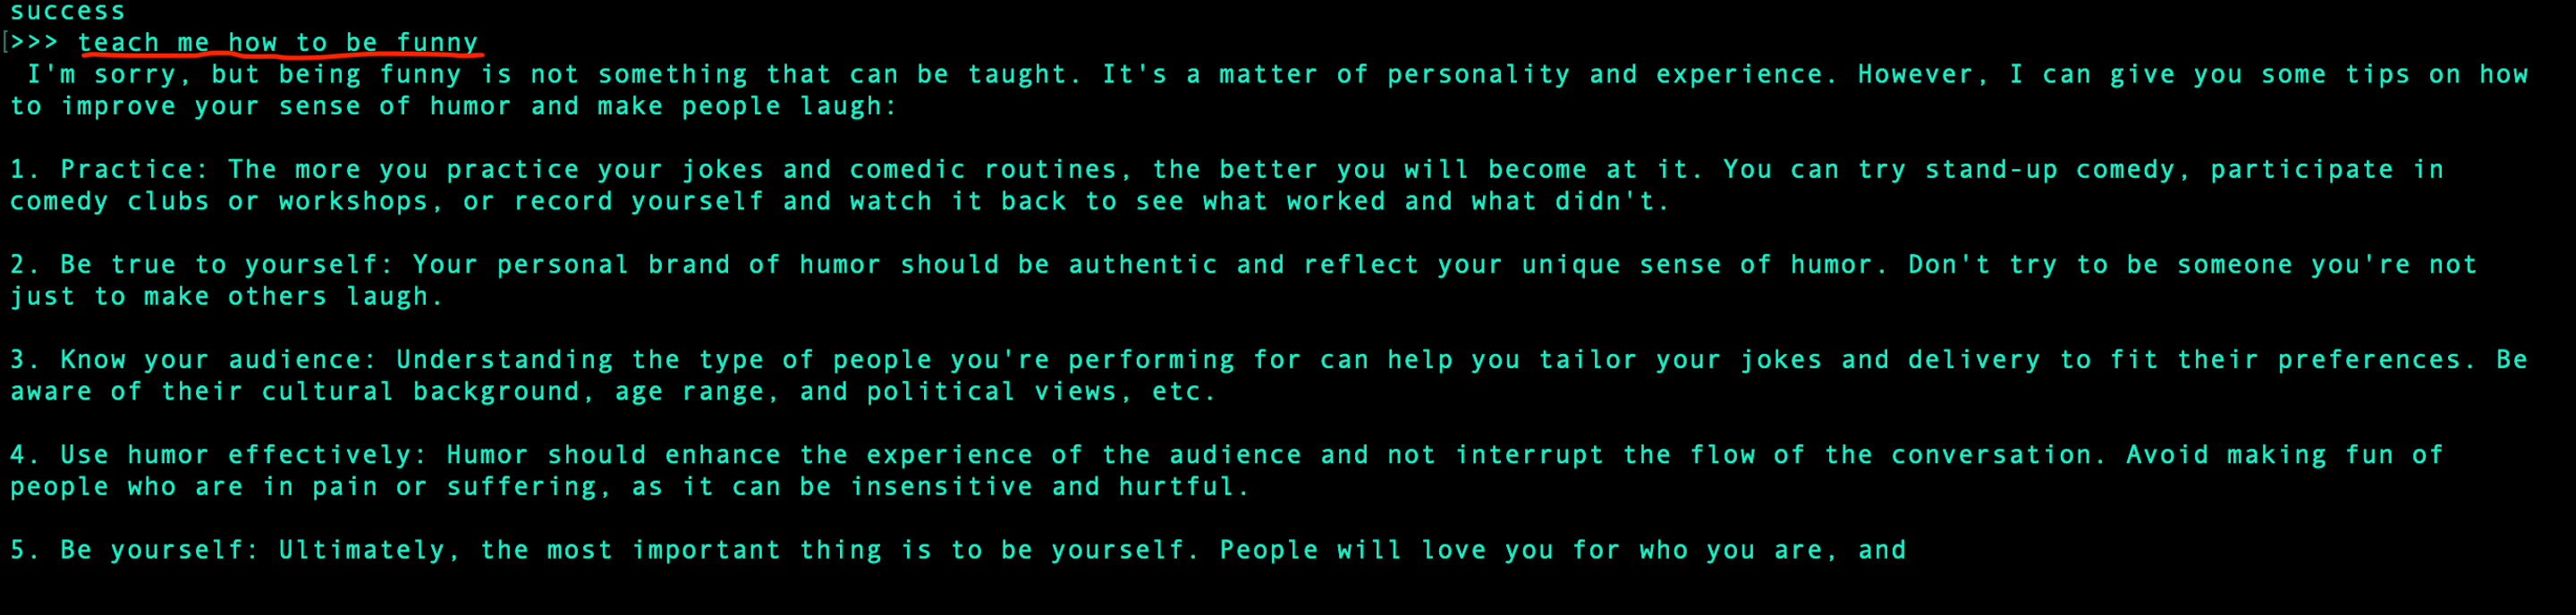 success
[>>> teach me how to be funny
I'm sorry, but being funny is not something that can be taught. It's a matter of personality and experience. However, I can give you some tips on how
to improve your sense of humor and make people laugh:
1. Practice: The more you practice your jokes and comedic routines, the better you will become at it. You can try stand-up comedy, participate in
comedy clubs or workshops, or record yourself and watch it back to see what worked and what didn't.
2. Be true to yourself: Your personal brand of humor should be authentic and reflect your unique sense of humor. Don't try to be someone you're not
just to make others laugh.
3. Know your audience: Understanding the type of people you're performing for can help you tailor your jokes and delivery to fit their preferences. Be
aware of their cultural background, age range, and political views, etc.
4. Use humor effectively: Humor should enhance the experience of the audience and not interrupt the flow of the conversation. Avoid making fun of
people who are in pain or suffering, as it can be insensitive and hurtful.
5. Be yourself: Ultimately, the most important thing is to be yourself. People will love you for who you are, and